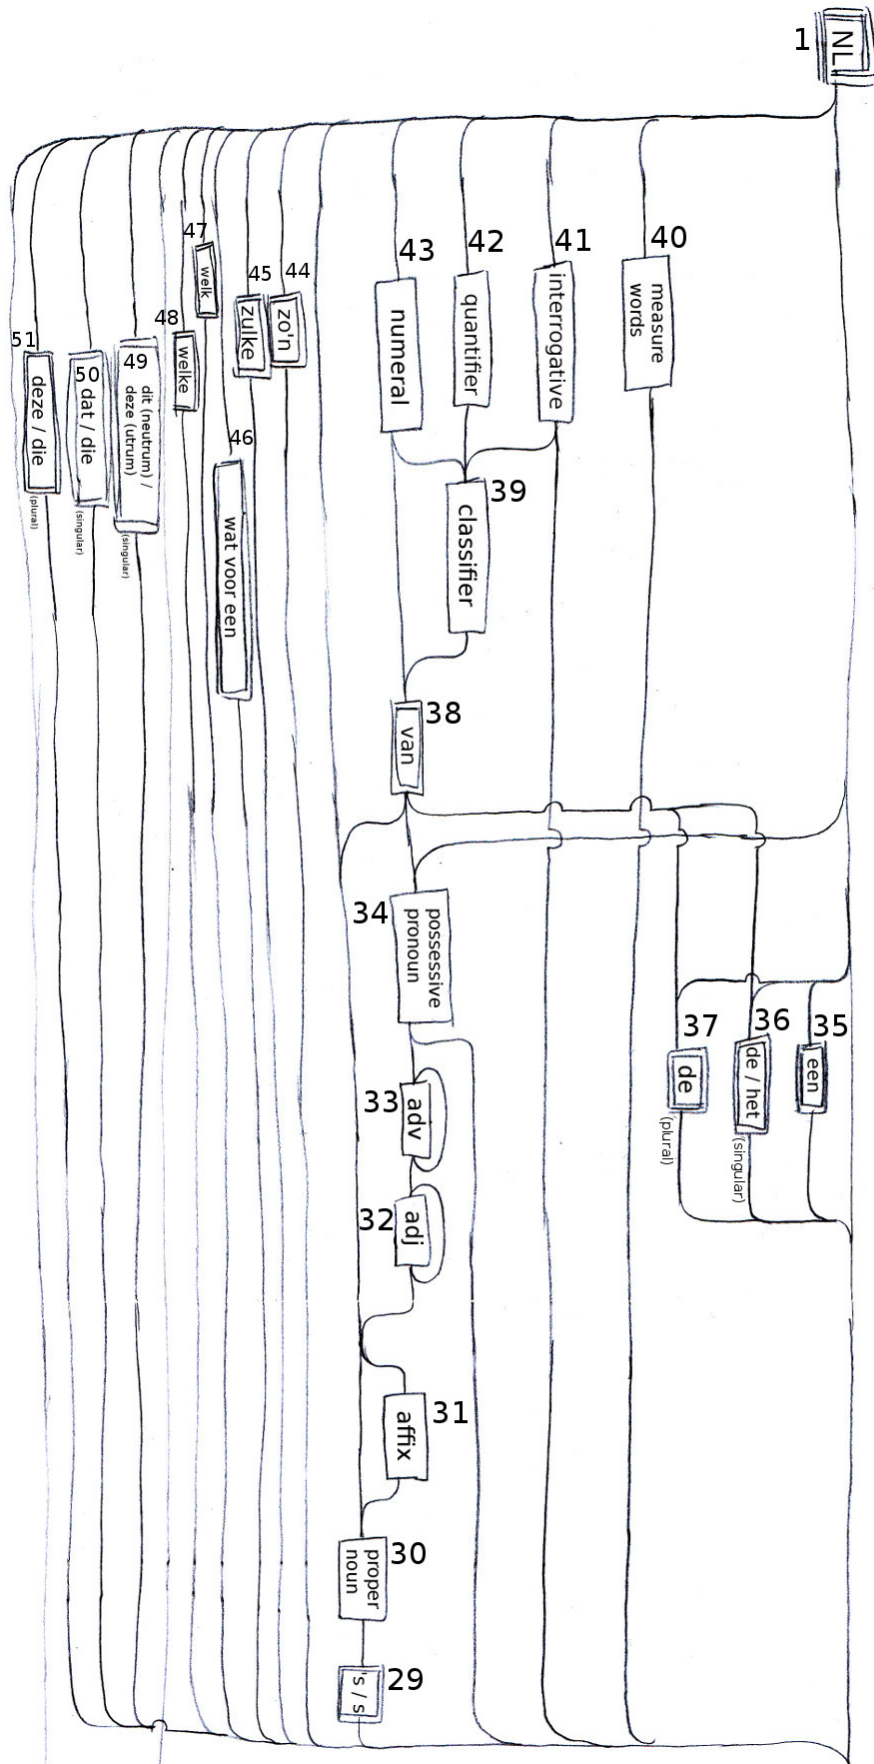 NL
1
47
45
44
43
42
41
40
welk
48
zulke
zo'n
numeral
quantifier
interrogative
measure
words
51
49
50
welke
46
deze / die
(plural)
dat / die
(singular)
dit (neutrum) /
deze (utrum)
(singular)
wat voor een
39
classifier
38
van
34
possessive
pronoun
37
36
35
de
(plural)
de / het
(singular)
een
33
adv
32
adj
31
affix
30
proper
noun
29
's / s